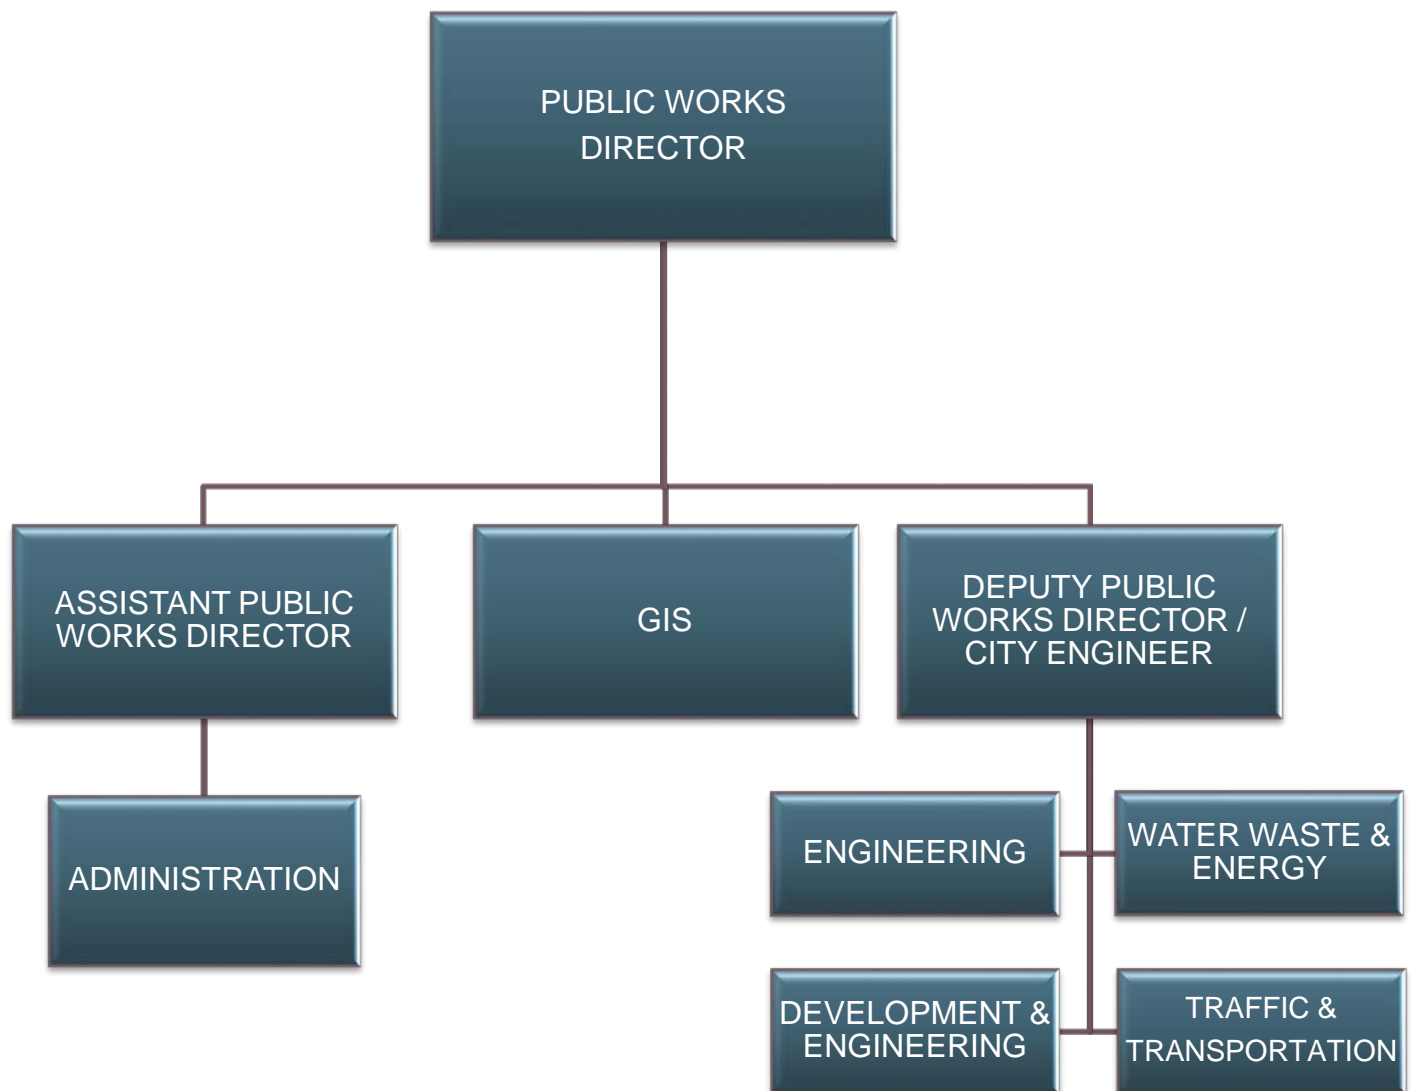 PUBLIC WORKS
DIRECTOR
ASSISTANT PUBLIC
WORKS DIRECTOR
GIS
DEPUTY PUBLIC
WORKS DIRECTOR /
CITY ENGINEER
ADMINISTRATION
ENGINEERING
WATER WASTE &
ENERGY
DEVELOPMENT &
ENGINEERING
TRAFFIC &
TRANSPORTATION